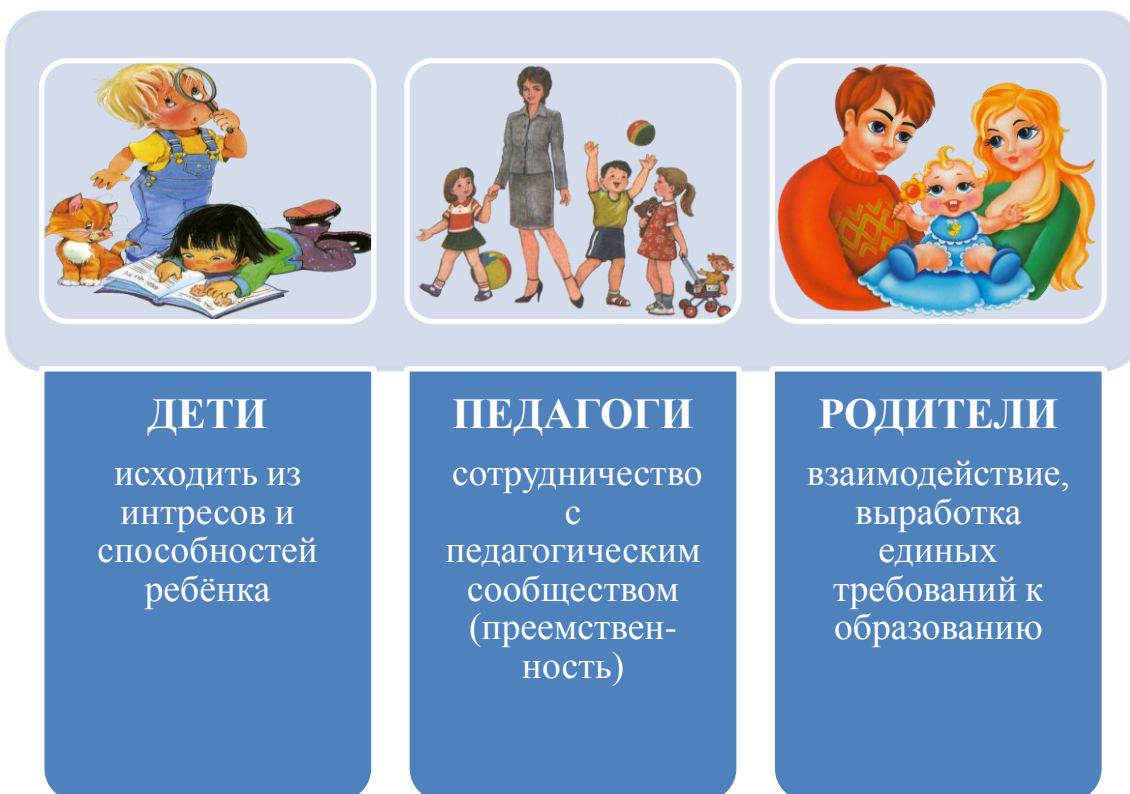 ДЕТИ
исходить из
интресов и
способностей
ребёнка
ПЕДАГОГИ
сотрудничество
с
педагогическим
сообществом
(преемствен-
ность)
РОДИТЕЛИ
взаимодействие,
выработка
единых
требований к
образованию